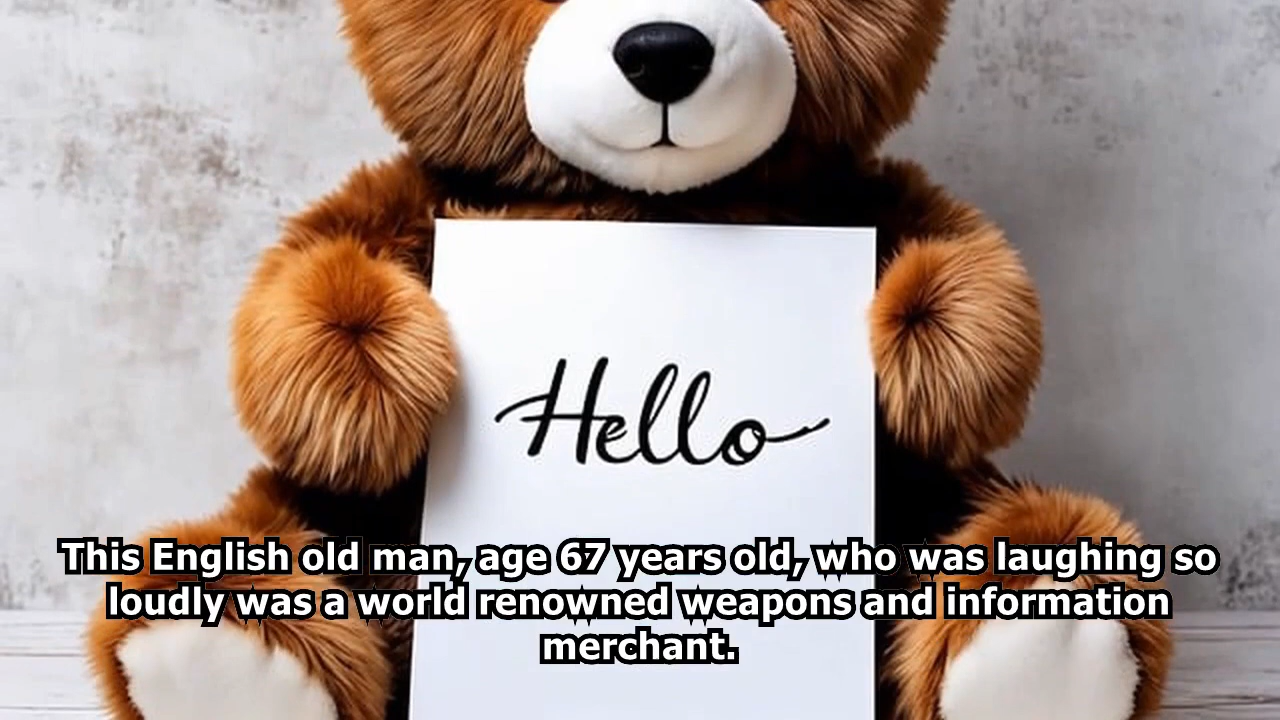 Hello
This English old man, age 67 years old, who was laughing so
loudly was a world renowned weapons and information
merchant.